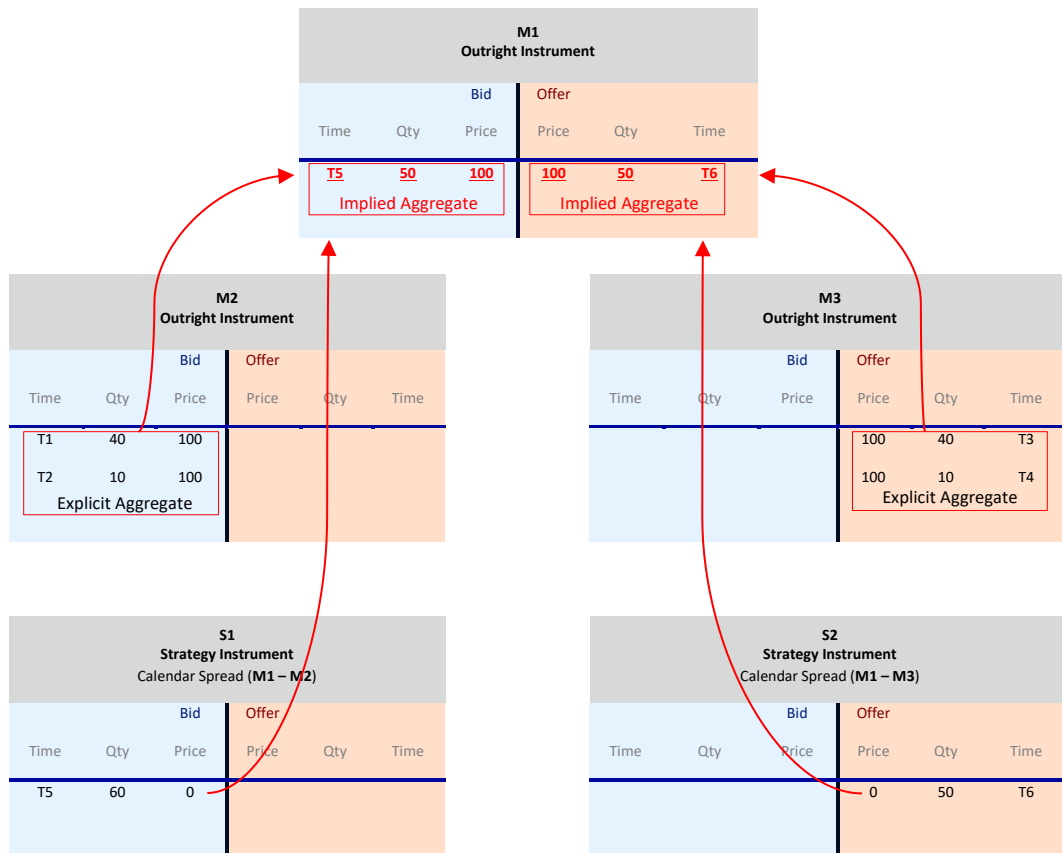 M1
Outright Instrument
Bid Offer
Time Qty Price Price Qty Time
T5 50 100 100 50 T6
Implied Aggregate Implied Aggregate
M2
Outright Instrument
Bid Offer
Time Qty Price Price Qty Time
T1 40 100
T2 10 100
Explicit Aggregate
M3
Outright Instrument
Bid Offer
Time Qty Price Price Qty Time
100 40 T3
100 10 T4
Explicit Aggregate
S1
Strategy Instrument
Calendar Spread (M1 – M2)
Bid Offer
Time Qty Price Price Qty Time
T5 60 0
S2
Strategy Instrument
Calendar Spread (M1 – M3)
Bid Offer
Time Qty Price Price Qty Time
0 50 T6